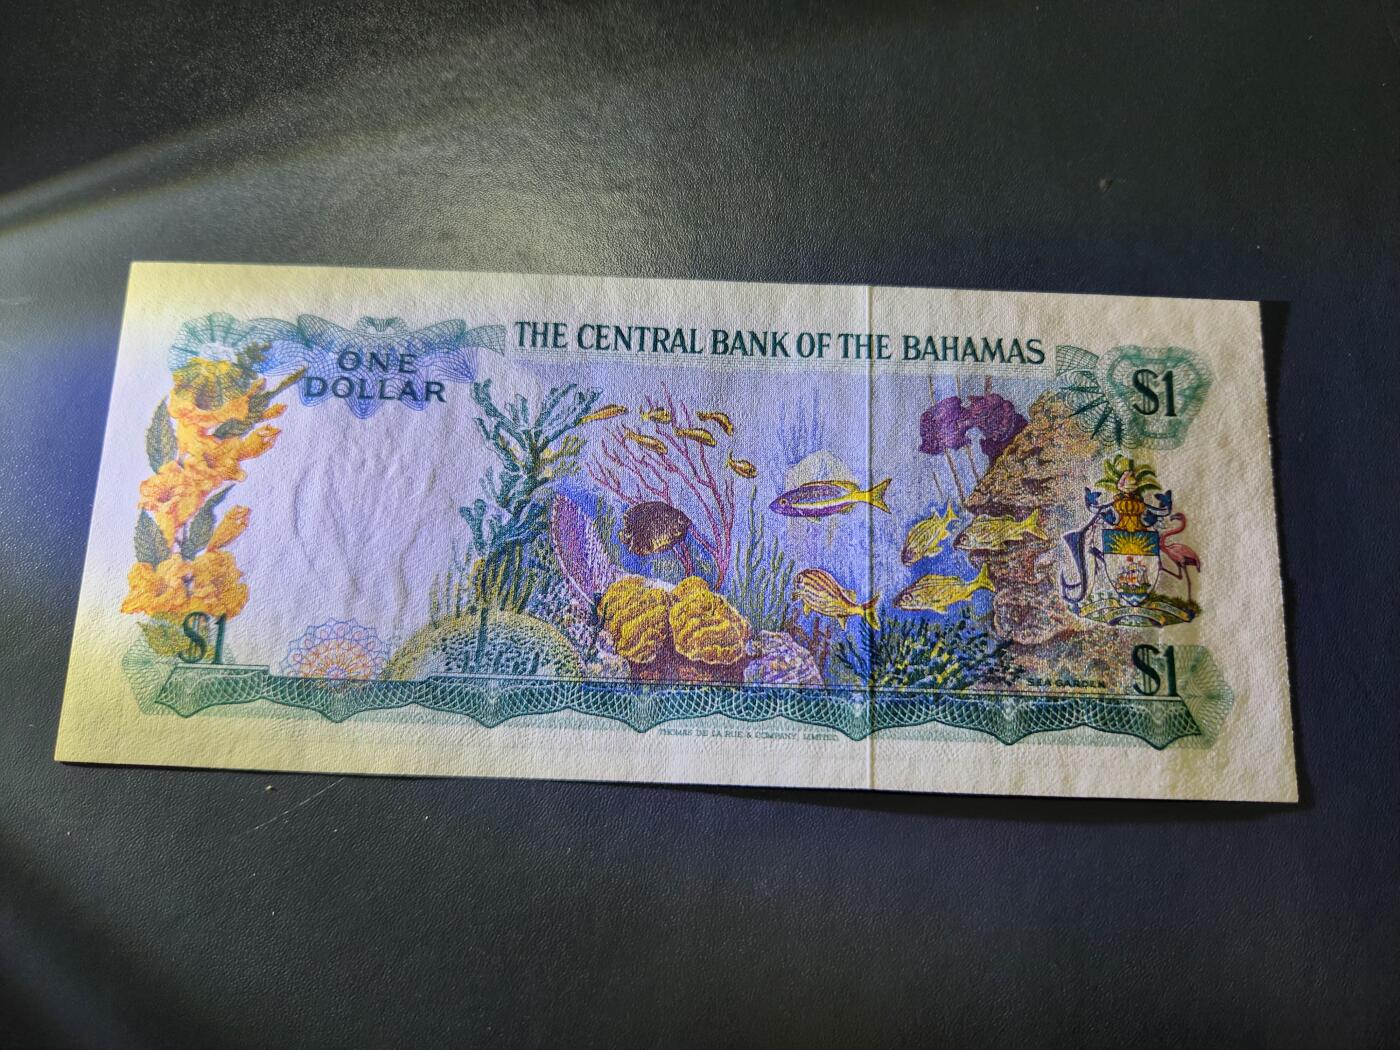 THE CENTRAL BANK OF THE BAHAMAS
ONE
DOLLAR
$1
$1
SEA GARDEN
$1
THOMAS DE LA RUE & COMPANY, LIMITED